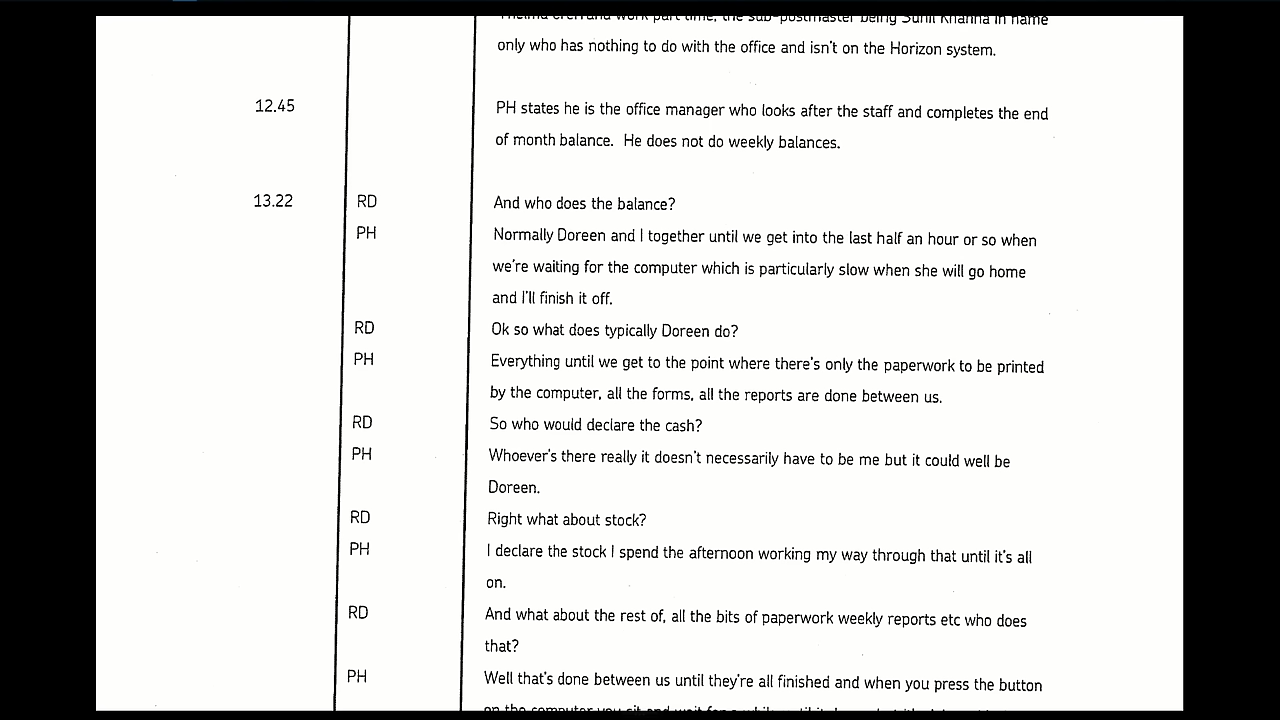 only who has nothing to do with the office and isn't on the Horizon system.
12.45 PH states he is the office manager who looks after the staff and completes the end
of month balance. He does not do weekly balances.
13.22 RD And who does the balance?
PH Normally Doreen and I together until we get into the last half an hour or so when
we're waiting for the computer which is particularly slow when she will go home
and I'll finish it off.
RD Ok so what does typically Doreen do?
PH Everything until we get to the point where there's only the paperwork to be printed
by the computer, all the forms, all the reports are done between us.
RD So who would declare the cash?
PH Whoever's there really it doesn't necessarily have to be me but it could well be
Doreen.
RD Right what about stock?
PH I declare the stock I spend the afternoon working my way through that until it's all
on.
RD And what about the rest of, all the bits of paperwork weekly reports etc who does
that?
PH Well that's done between us until they're all finished and when you press the button